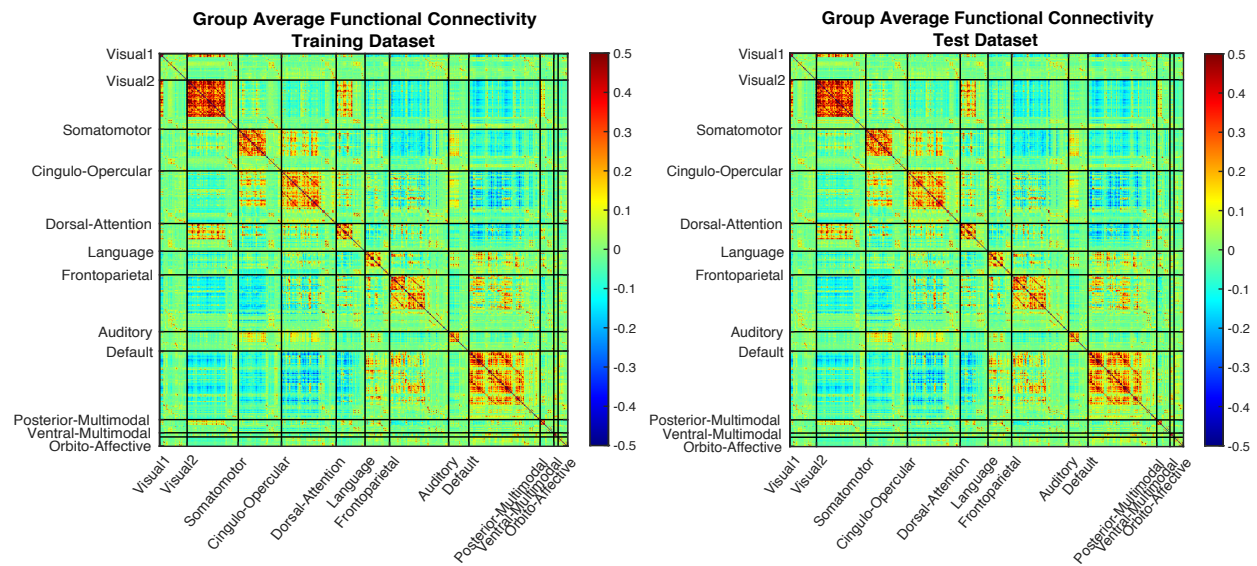 Group Average Functional Connectivity
Training Dataset
Visual1
Visual2
Somatomotor
Cingulo-Opercular
Dorsal-Attention
Language
Frontoparietal
Auditory
Default
Posterior-Multimodal
Ventral-Multimodal
Orbito-Affective
Visual1
Visual2
Somatomotor
Cingulo-Opercular
Dorsal-Attention
Language
Frontoparietal
Auditory
Default
Posterior-Multimodal
Ventral-Multimodal
Orbito-Affective
0.5
0.4
0.3
0.2
0.1
0
-0.1
-0.2
-0.3
-0.4
-0.5
Group Average Functional Connectivity
Test Dataset
Visual1
Visual2
Somatomotor
Cingulo-Opercular
Dorsal-Attention
Language
Frontoparietal
Auditory
Default
Posterior-Multimodal
Ventral-Multimodal
Orbito-Affective
Visual1
Visual2
Somatomotor
Cingulo-Opercular
Dorsal-Attention
Language
Frontoparietal
Auditory
Default
Posterior-Multimodal
Ventral-Multimodal
Orbito-Affective
0.5
0.4
0.3
0.2
0.1
0
-0.1
-0.2
-0.3
-0.4
-0.5